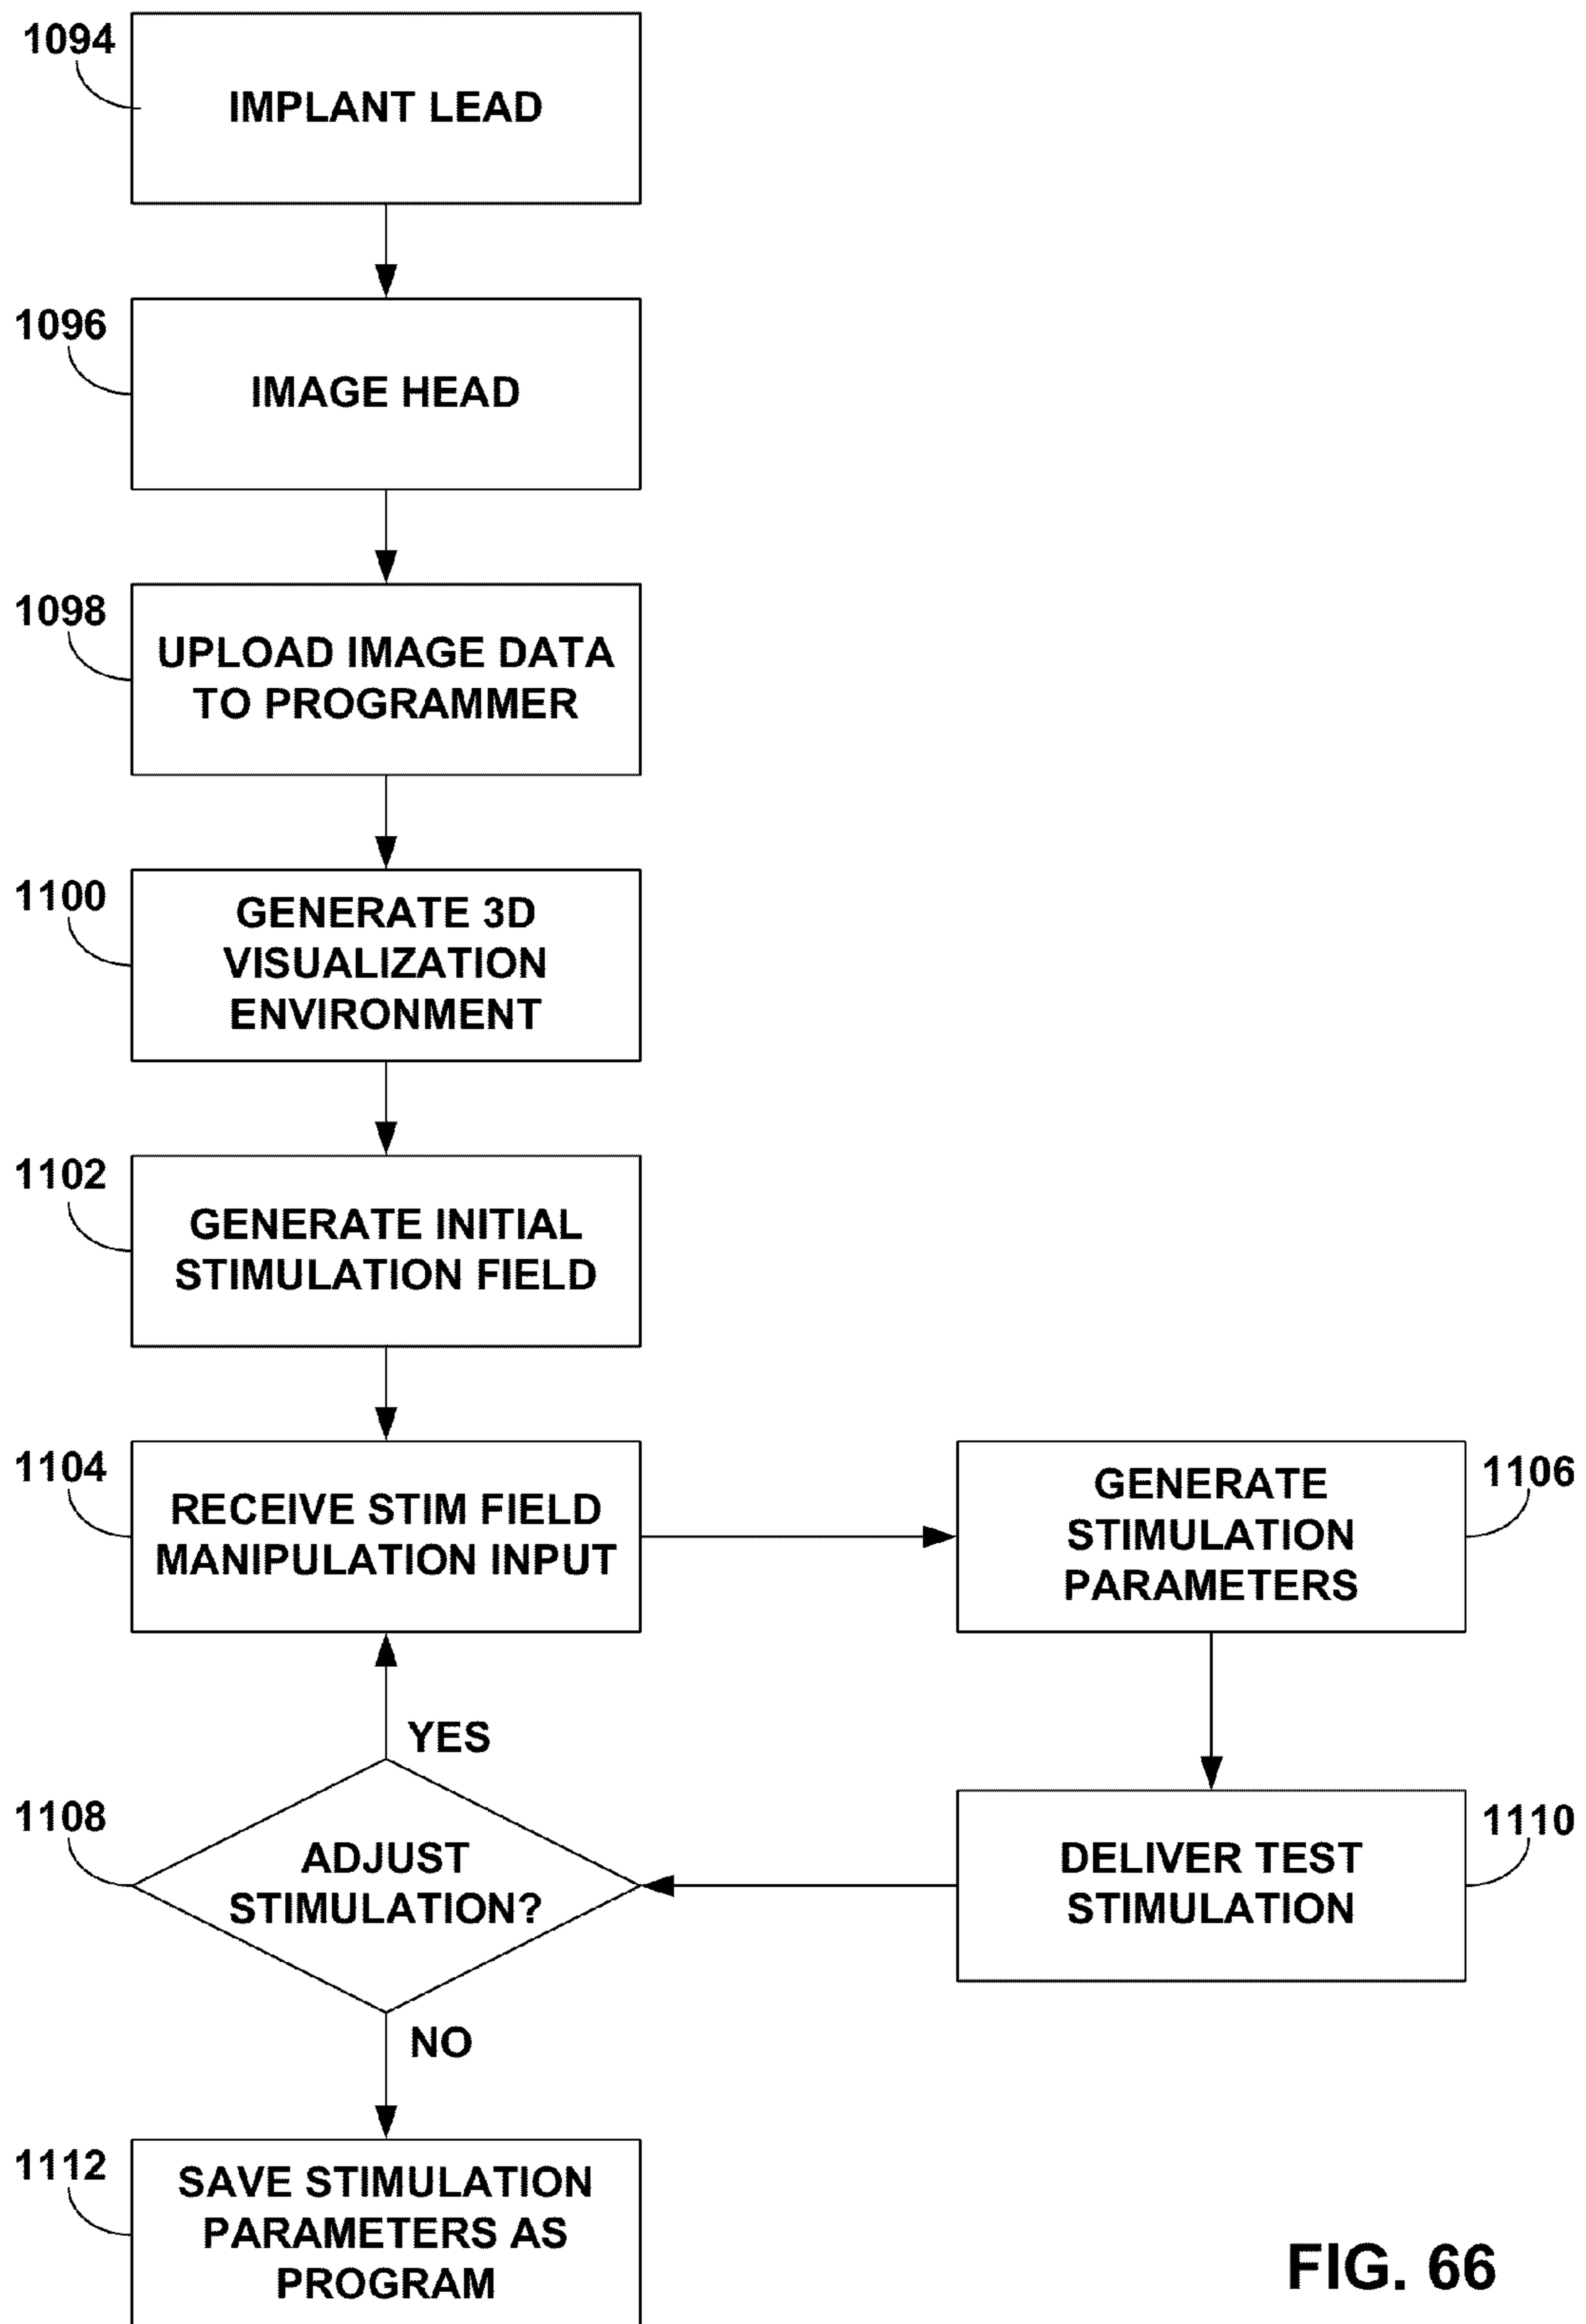 1094
IMPLANT LEAD
1096
IMAGE HEAD
1098
UPLOAD IMAGE DATA
TO PROGRAMMER
1100
GENERATE 3D
VISUALIZATION
ENVIRONMENT
1102
GENERATE INITIAL
STIMULATION FIELD
1104
RECEIVE STIM FIELD
MANIPULATION INPUT
1106
GENERATE
STIMULATION
PARAMETERS
YES
1108
ADJUST
STIMULATION?
1110
DELIVER TEST
STIMULATION
NO
1112
SAVE STIMULATION
PARAMETERS AS
PROGRAM
FIG. 66